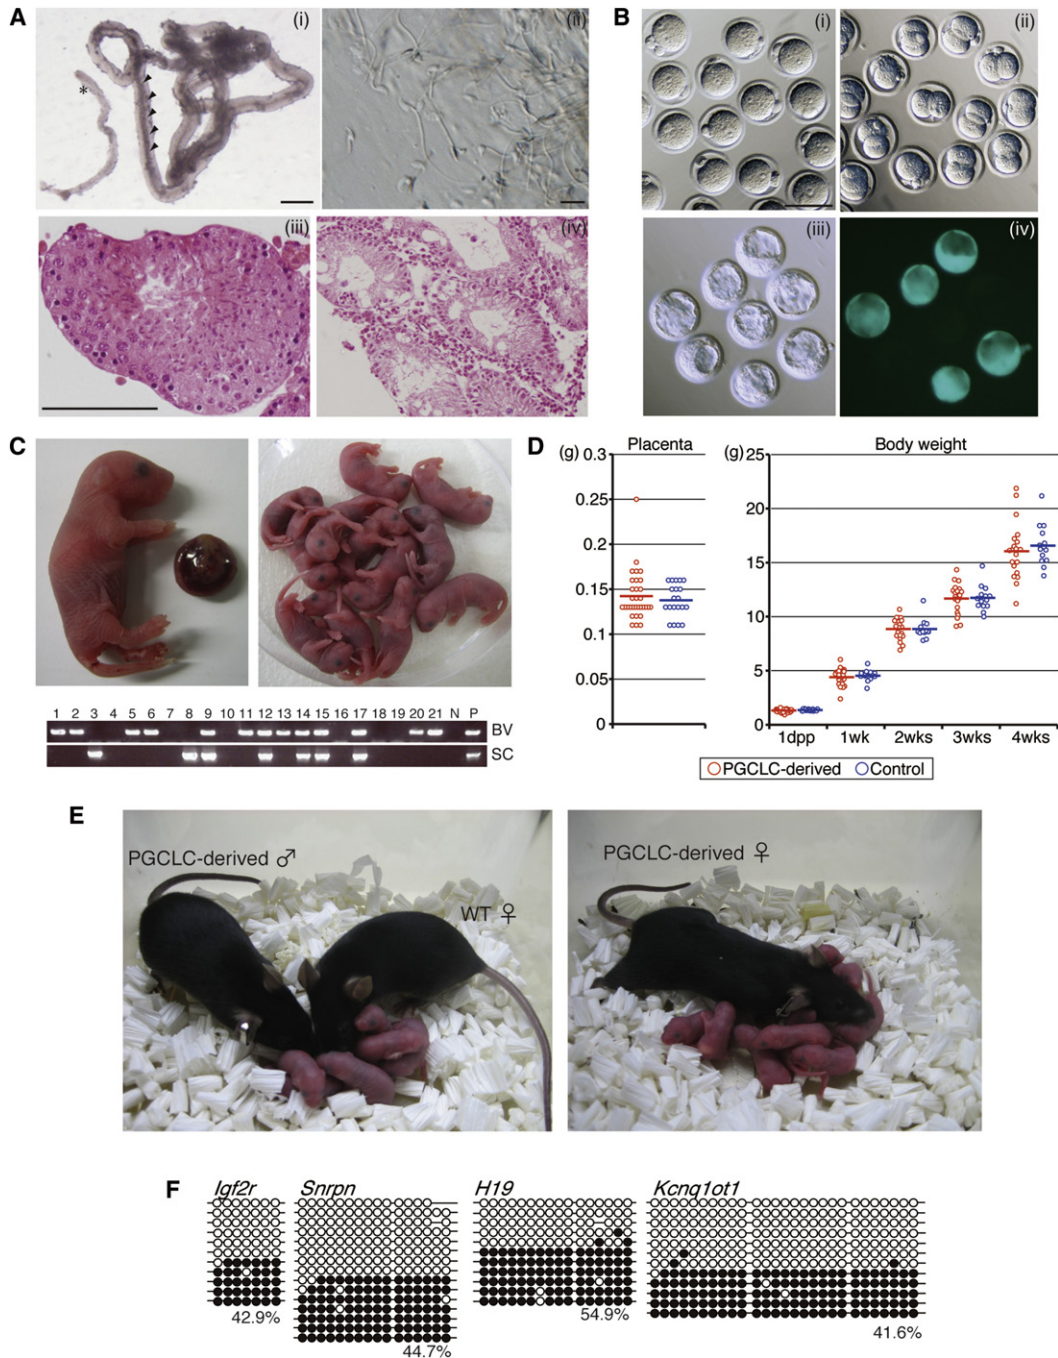 A
(i)
(ii)
*
(iii)
(iv)
B
(i)
(ii)
(iii)
(iv)
C
1 2 3 4 5 6 7 8 9 10 11 12 13 14 15 16 17 18 19 20 21 N P
BV
SC
D
(g) Placenta
0.3
0.25
0.2
0.15
0.1
0.05
0
(g) Body weight
25
20
15
10
5
0
1dpp 1wk 2wks 3wks 4wks
PGCLC-derived Control
E
PGCLC-derived ♂
WT ♀
PGCLC-derived ♀
F
Igf2r
Snrpn
H19
Kcnq1ot1
42.9%
44.7%
54.9%
41.6%